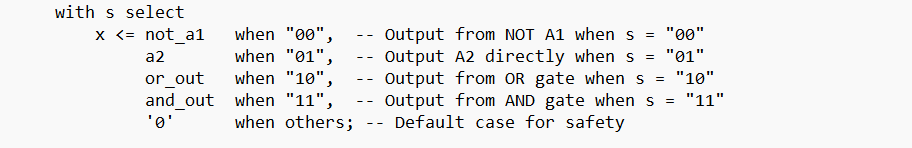 with s select
    x <= not_a1   when "00",  -- Output from NOT A1 when s = "00"
         a2       when "01",  -- Output A2 directly when s = "01"
         or_out   when "10",  -- Output from OR gate when s = "10"
         and_out  when "11",  -- Output from AND gate when s = "11"
         '0'      when others; -- Default case for safety